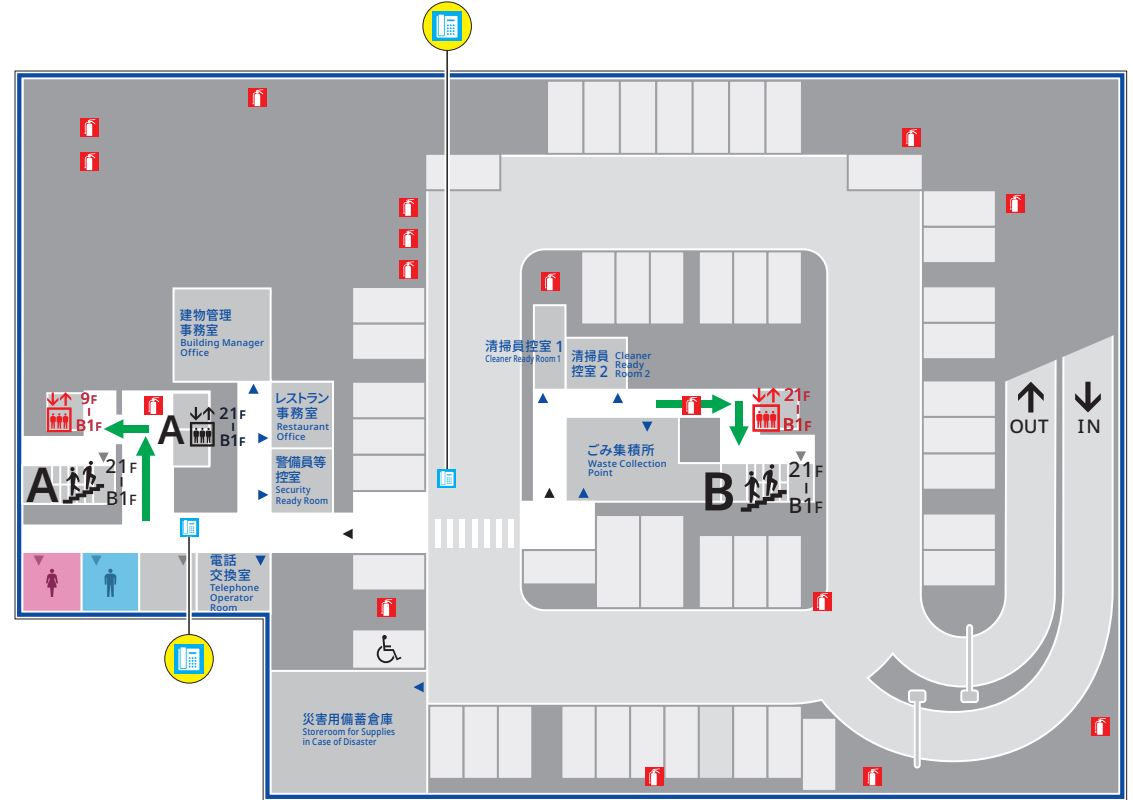 建物管理
事務室
Building Manager
Office
清掃員控室 1
Cleaner Ready Room 1
清掃員
控室 2
Cleaner
Ready
Room 2
9F
B1F
A
21F
B1F
レストラン
事務室
Restaurant
Office
21F
B1F
OUT
IN
A
21F
B1F
警備員等
控室
Security
Ready Room
ごみ集積所
Waste Collection
Point
B
21F
B1F
電話
交換室
Telephone
Operator
Room
災害用備蓄倉庫
Storeroom for Supplies
in Case of Disaster